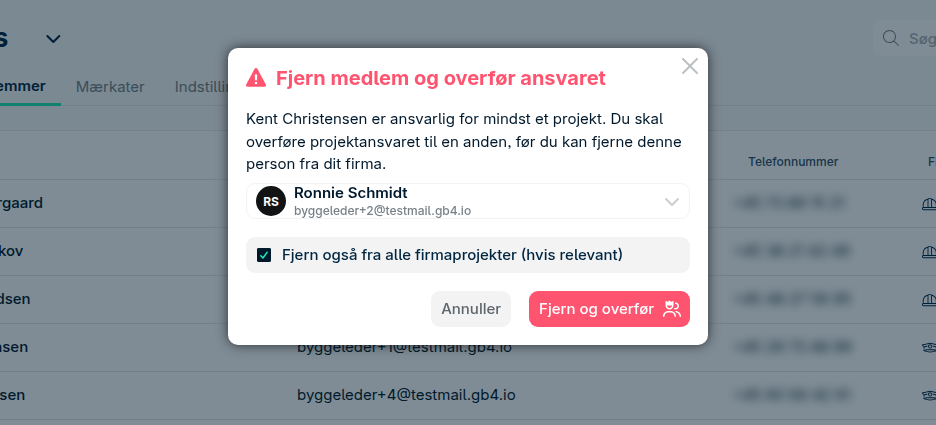 s
Søg
emmer
Mærkater
Fjern medlem og overfør ansvaret
Kent Christensen er ansvarlig for mindst et projekt. Du skal
overføre projektansvaret til en anden, før du kan fjerne denne
person fra dit firma.
Telefonnummer
F
rgaard
RS
Ronnie Schmidt
byggeleder+2@testmail.gb4.io
kov
Fjern også fra alle firmaprojekter (hvis relevant)
dsen
Annuller
Fjern og overfør
nsen
byggeleder+1@testmail.gb4.io
sen
byggeleder+4@testmail.gb4.io